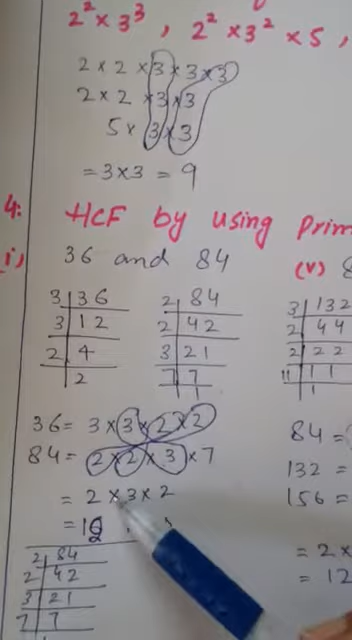 2² × 3³ , 2² × 3² × 5 ,
2 × 2 × 3 × 3 × 3
2 × 2 × 3 × 3
5 × 3 × 3
= 3 × 3 = 9
4: HCF by using Prim
(i) 36 and 84
3 | 36
3 | 12
2 | 4
2
2 | 84
2 | 42
3 | 21
7 | 7
1
36 = 3 × 3 × 2 × 2
84 = 2 × 2 × 3 × 7
= 2 × 3 × 2
= 12
2 | 84
2 | 42
3 | 21
7 | 7
(v) 8
3 | 132
2 | 44
2 | 22
11 | 11
1
84 =
132 =
156 =
= 2 ×
= 12